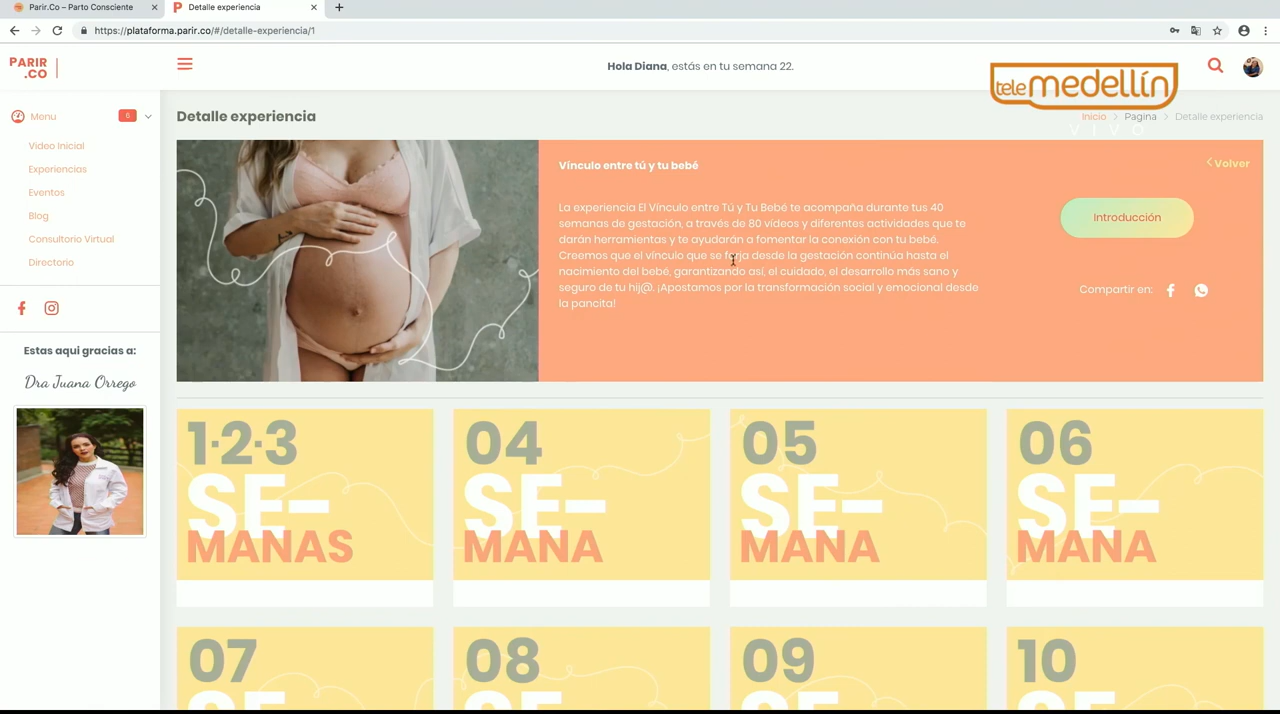 Parir.Co – Parto Consciente
Detalle experiencia
https://plataforma.parir.co/#/detalle-experiencia/1
PARIR
.CO
Hola Diana, estás en tu semana 22.
telemedellín
VIVO
Menu
6
Video Inicial
Experiencias
Eventos
Blog
Consultorio Virtual
Directorio
Estas aqui gracias a:
Dra Juana Orrego
Detalle experiencia
Inicio > Pagina > Detalle experiencia
Vínculo entre tú y tu bebé
Volver
La experiencia El Vínculo entre Tú y Tu Bebé te acompaña durante tus 40
semanas de gestación, a través de 80 vídeos y diferentes actividades que te
darán herramientas y te ayudarán a fomentar la conexión con tu bebé.
Creemos que el vínculo que se forja desde la gestación continúa hasta el
nacimiento del bebé, garantizando así, el cuidado, el desarrollo más sano y
seguro de tu hij@. ¡Apostamos por la transformación social y emocional desde
la pancita!
Introducción
Compartir en:
1·2·3
SE-
MANAS
04
SE-
MANA
05
SE-
MANA
06
SE-
MANA
07
SE-
08
SE-
09
SE-
10
SE-